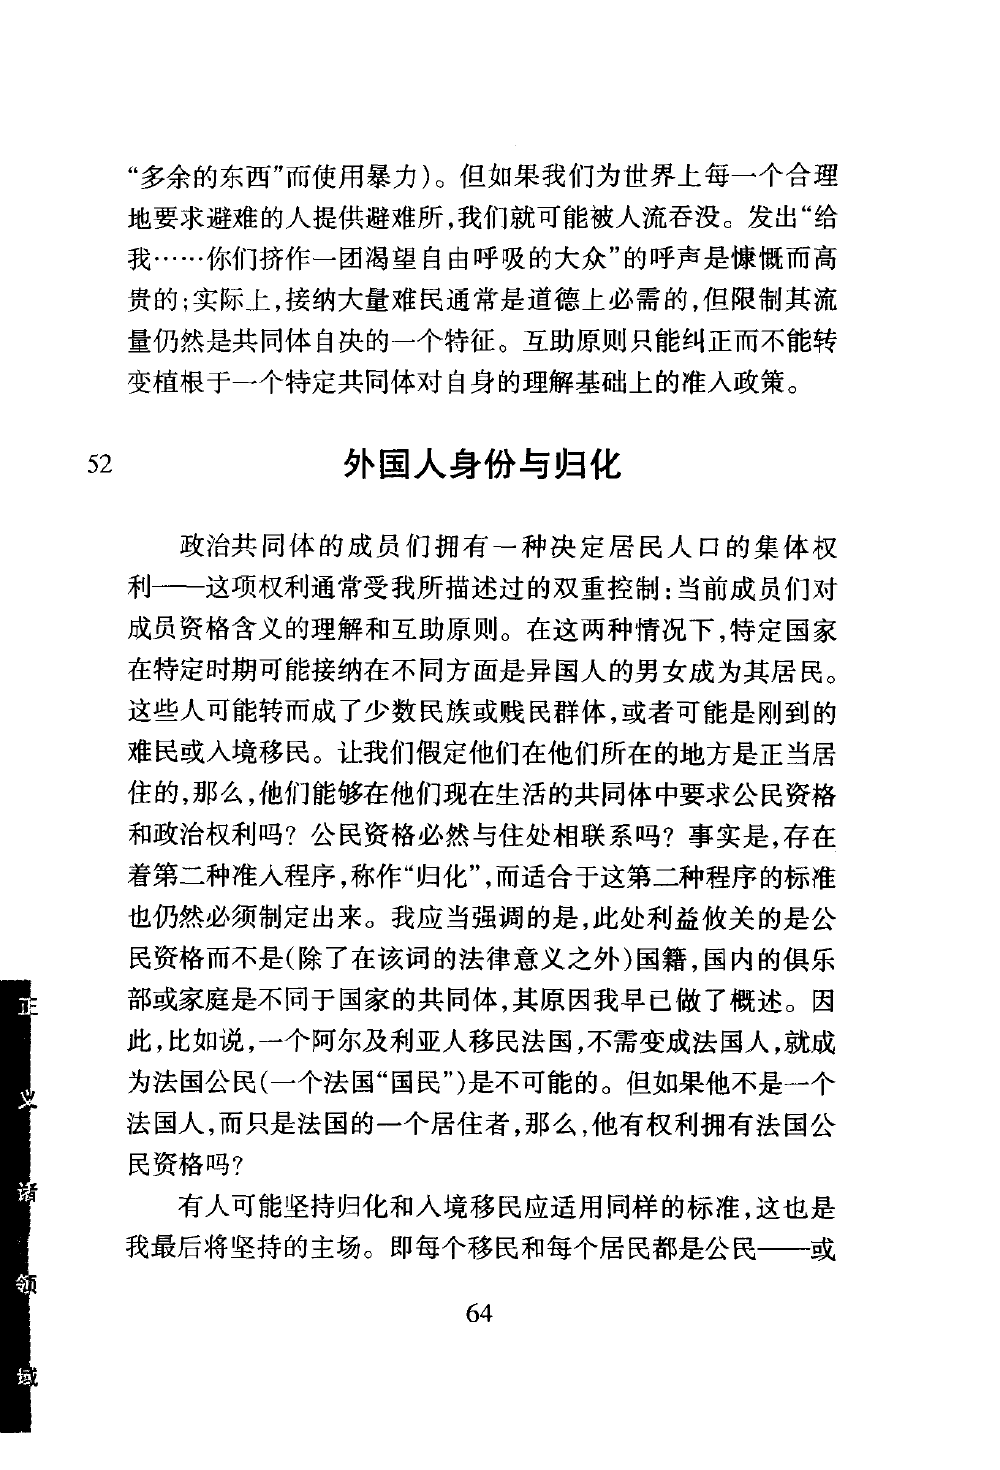 “多余的东西”而使用暴力)。但如果我们为世界上每一个合理
地要求避难的人提供避难所,我们就可能被人流吞没。发出“给
我……你们挤作一团渴望自由呼吸的大众”的呼声是慷慨而高
贵的;实际上,接纳大量难民通常是道德上必需的,但限制其流
量仍然是共同体自决的一个特征。互助原则只能纠正而不能转
变植根于一个特定共同体对自身的理解基础上的准入政策。
52
外国人身份与归化
政治共同体的成员们拥有一种决定居民人口的集体权
利——这项权利通常受我所描述过的双重控制:当前成员们对
成员资格含义的理解和互助原则。在这两种情况下,特定国家
在特定时期可能接纳在不同方面是异国人的男女成为其居民。
这些人可能转而成了少数民族或贱民群体,或者可能是刚到的
难民或入境移民。让我们假定他们在他们所在的地方是正当居
住的,那么,他们能够在他们现在生活的共同体中要求公民资格
和政治权利吗?公民资格必然与住处相联系吗?事实是,存在
着第二种准入程序,称作“归化”,而适合于这第二种程序的标准
也仍然必须制定出来。我应当强调的是,此处利益攸关的是公
民资格而不是(除了在该词的法律意义之外)国籍,国内的俱乐
部或家庭是不同于国家的共同体,其原因我早已做了概述。因
此,比如说,一个阿尔及利亚人移民法国,不需变成法国人,就成
为法国公民(一个法国“国民”)是不可能的。但如果他不是一个
法国人,而只是法国的一个居住者,那么,他有权利拥有法国公
民资格吗?
有人可能坚持归化和入境移民应适用同样的标准,这也是
我最后将坚持的主场。即每个移民和每个居民都是公民——或
64
正
义
诸
领
域